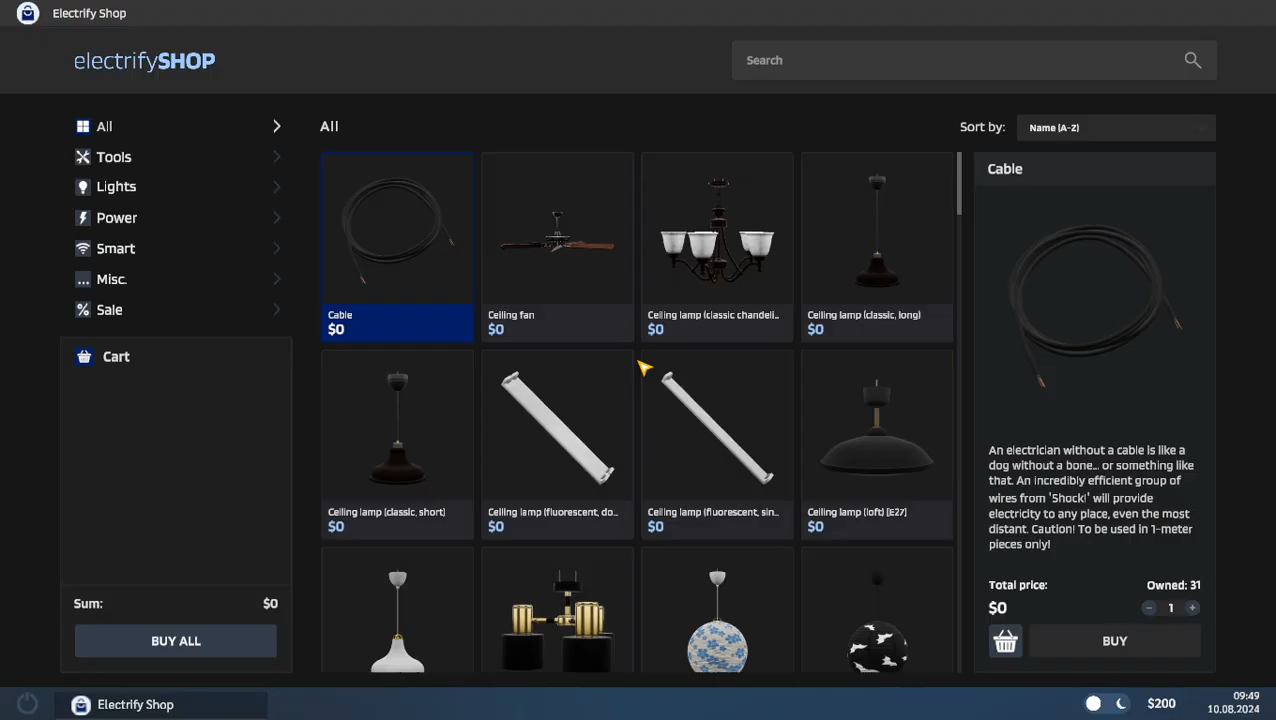 Electrify Shop
electrifySHOP
Search
All
Tools
Lights
Power
Smart
Misc.
Sale
Cart
Sum: $0
BUY ALL
All
Sort by: Name (A-Z)
Cable
$0
Ceiling fan
$0
Ceiling lamp (classic chandeli...
$0
Ceiling lamp (classic, long)
$0
Ceiling lamp (classic, short)
$0
Ceiling lamp (fluorescent, do...
$0
Ceiling lamp (fluorescent, sin...
$0
Ceiling lamp (loft) [E27]
$0
Cable
An electrician without a cable is like a
dog without a bone... or something like
that. An incredibly efficient group of
wires from 'Shock!' will provide
electricity to any place, even the most
distant. Caution! To be used in 1-meter
pieces only!
Total price: Owned: 31
$0 - 1 +
BUY
Electrify Shop
$200
09:49
10.08.2024